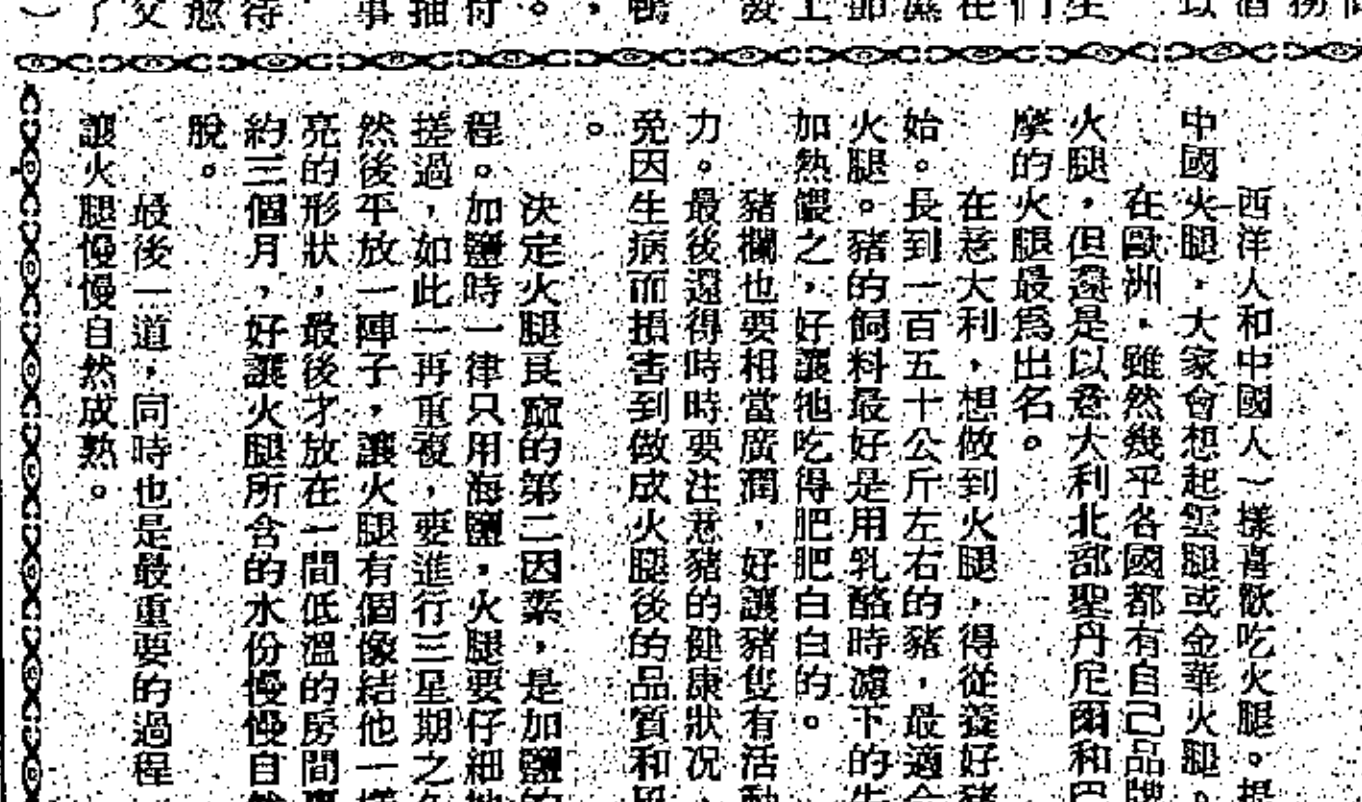 西洋人和中國人一樣喜歡吃火腿。提
中國火腿，大家會想起雲腿或金華火腿。
在歐洲，雖然幾乎各國都有自己品牌
火腿，但還是以意大利北部聖丹尼爾和巴
摩的火腿最爲出名。
在意大利，想做到火腿，得從養好豬
始。長到一百五十公斤左右的豬，最適合
火腿。豬的飼料最好是用乳酪時濾下的牛
加熱餵之，好讓牠吃得肥肥白白的。
豬欄也要相當廣濶，好讓豬隻有活動
力。最後還得時時要注意豬的健康狀况，
免因生病而損害到做成火腿後的品質和風
。
決定火腿良窳的第二因素，是加鹽的
程。加鹽時一律只用海鹽，火腿要仔細地
搓過，如此一再重複，要進行三星期之久
然後平放一陣子，讓火腿有個像結他一樣
亮的形狀，最後才放在一間低溫的房間裏
約三個月，好讓火腿所含的水份慢慢自然
脫。
最後一道，同時也是最重要的過程
讓火腿慢慢自然成熟。